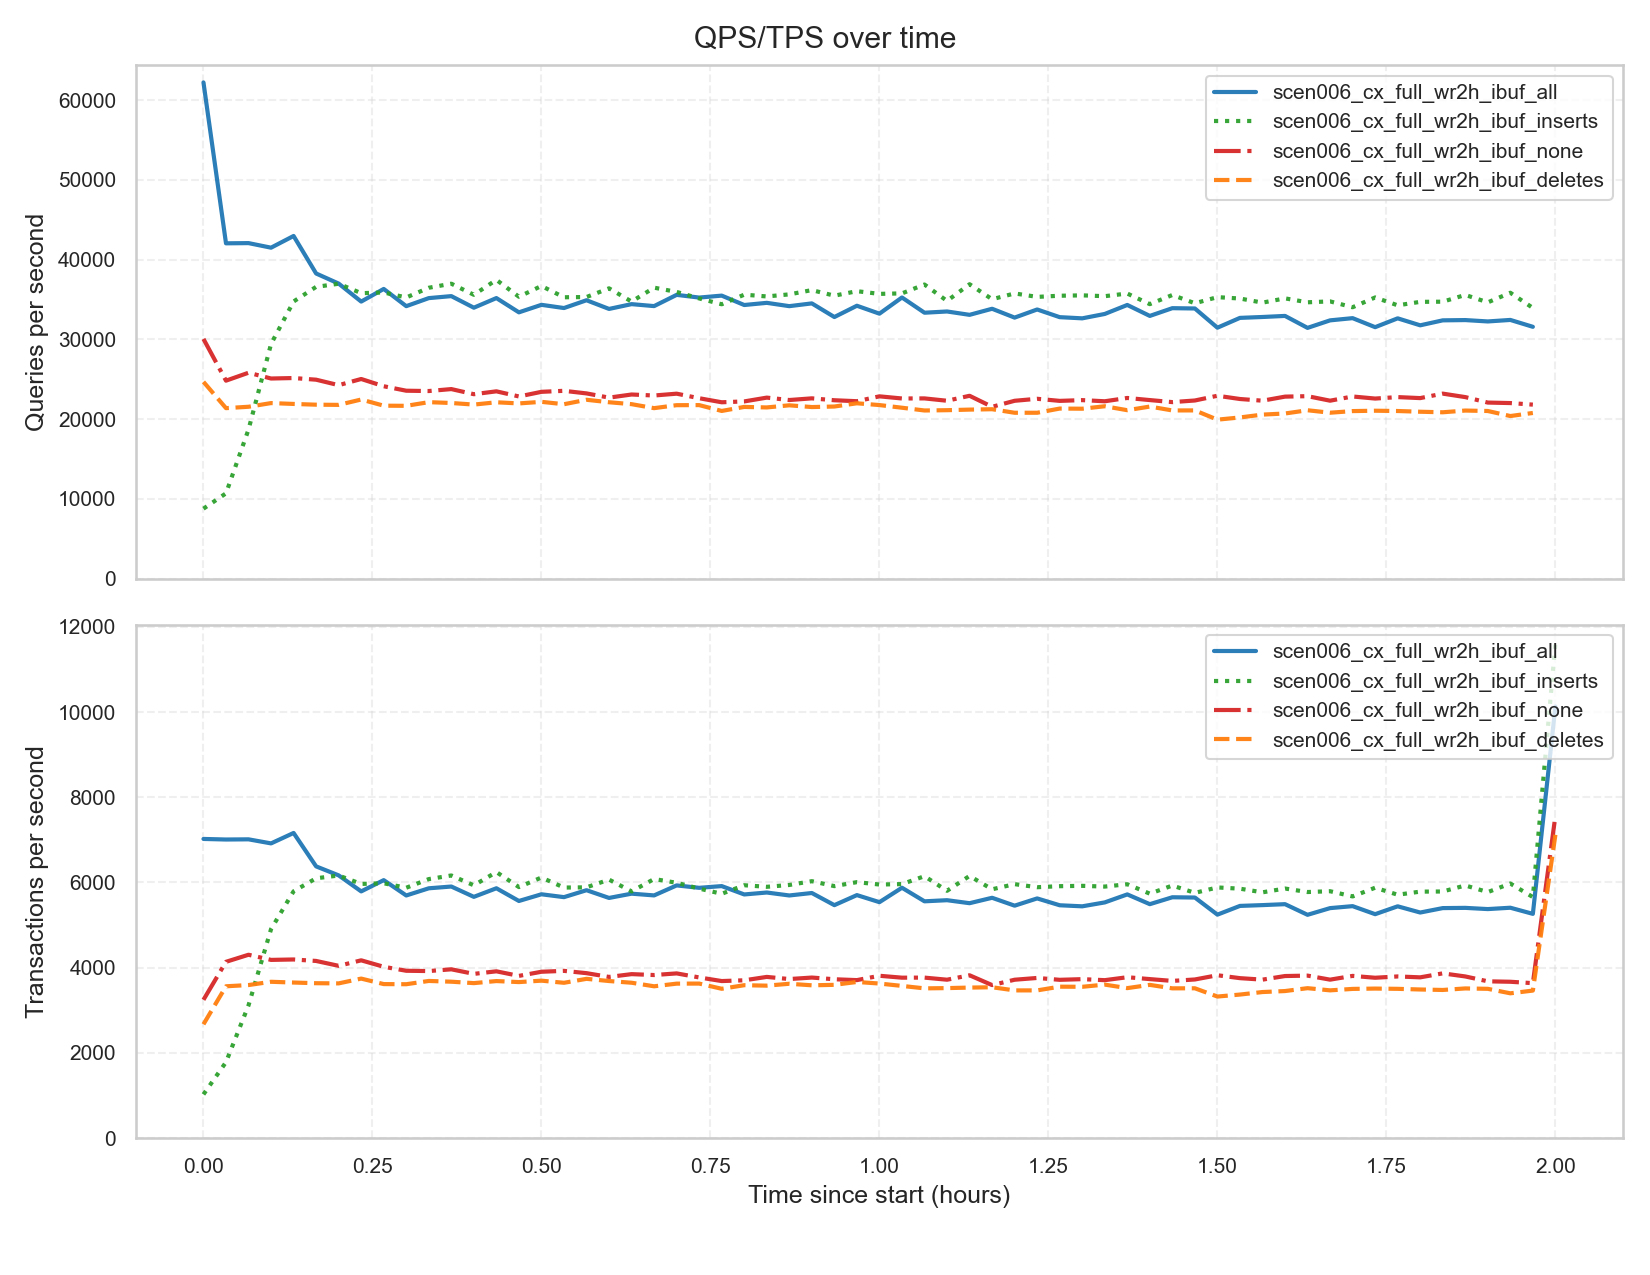 QPS/TPS over time
Queries per second
60000
50000
40000
30000
20000
10000
0
scen006_cx_full_wr2h_ibuf_all
scen006_cx_full_wr2h_ibuf_inserts
scen006_cx_full_wr2h_ibuf_none
scen006_cx_full_wr2h_ibuf_deletes
Transactions per second
12000
10000
8000
6000
4000
2000
0
scen006_cx_full_wr2h_ibuf_all
scen006_cx_full_wr2h_ibuf_inserts
scen006_cx_full_wr2h_ibuf_none
scen006_cx_full_wr2h_ibuf_deletes
0.00 0.25 0.50 0.75 1.00 1.25 1.50 1.75 2.00
Time since start (hours)